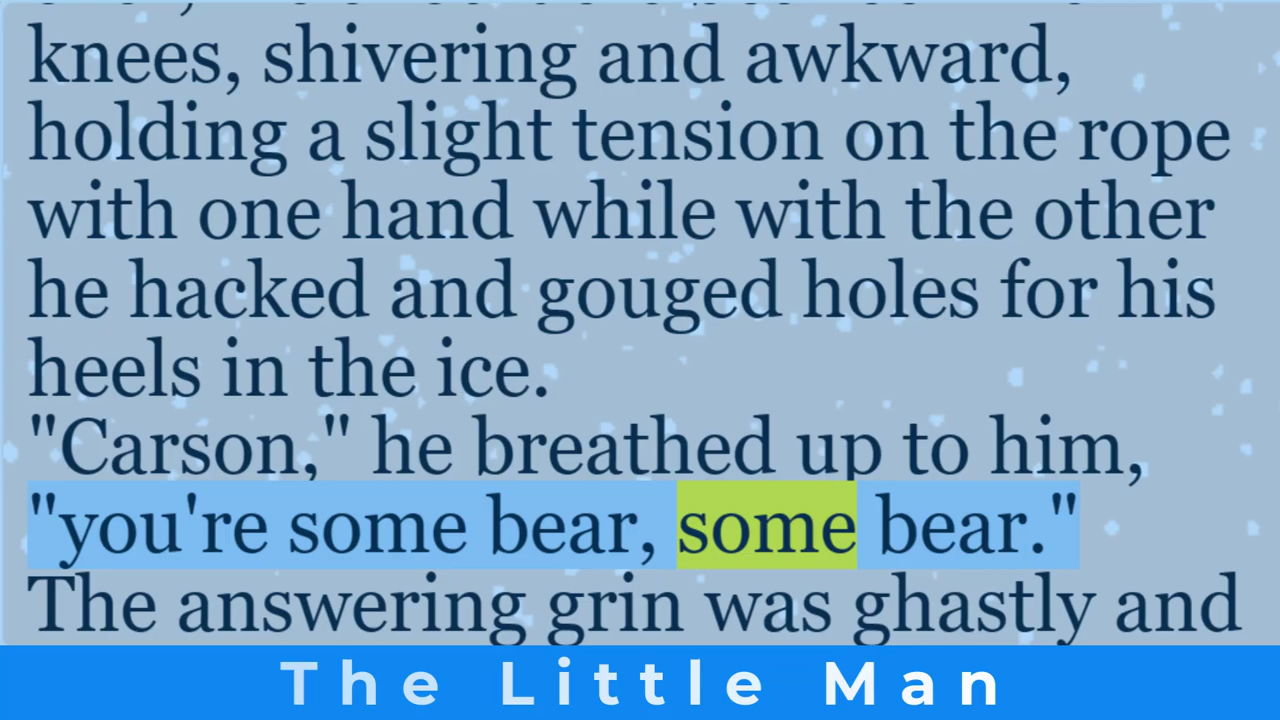 knees, shivering and awkward,
holding a slight tension on the rope
with one hand while with the other
he hacked and gouged holes for his
heels in the ice.
"Carson," he breathed up to him,
"you're some bear, some bear."
The answering grin was ghastly and
The Little Man